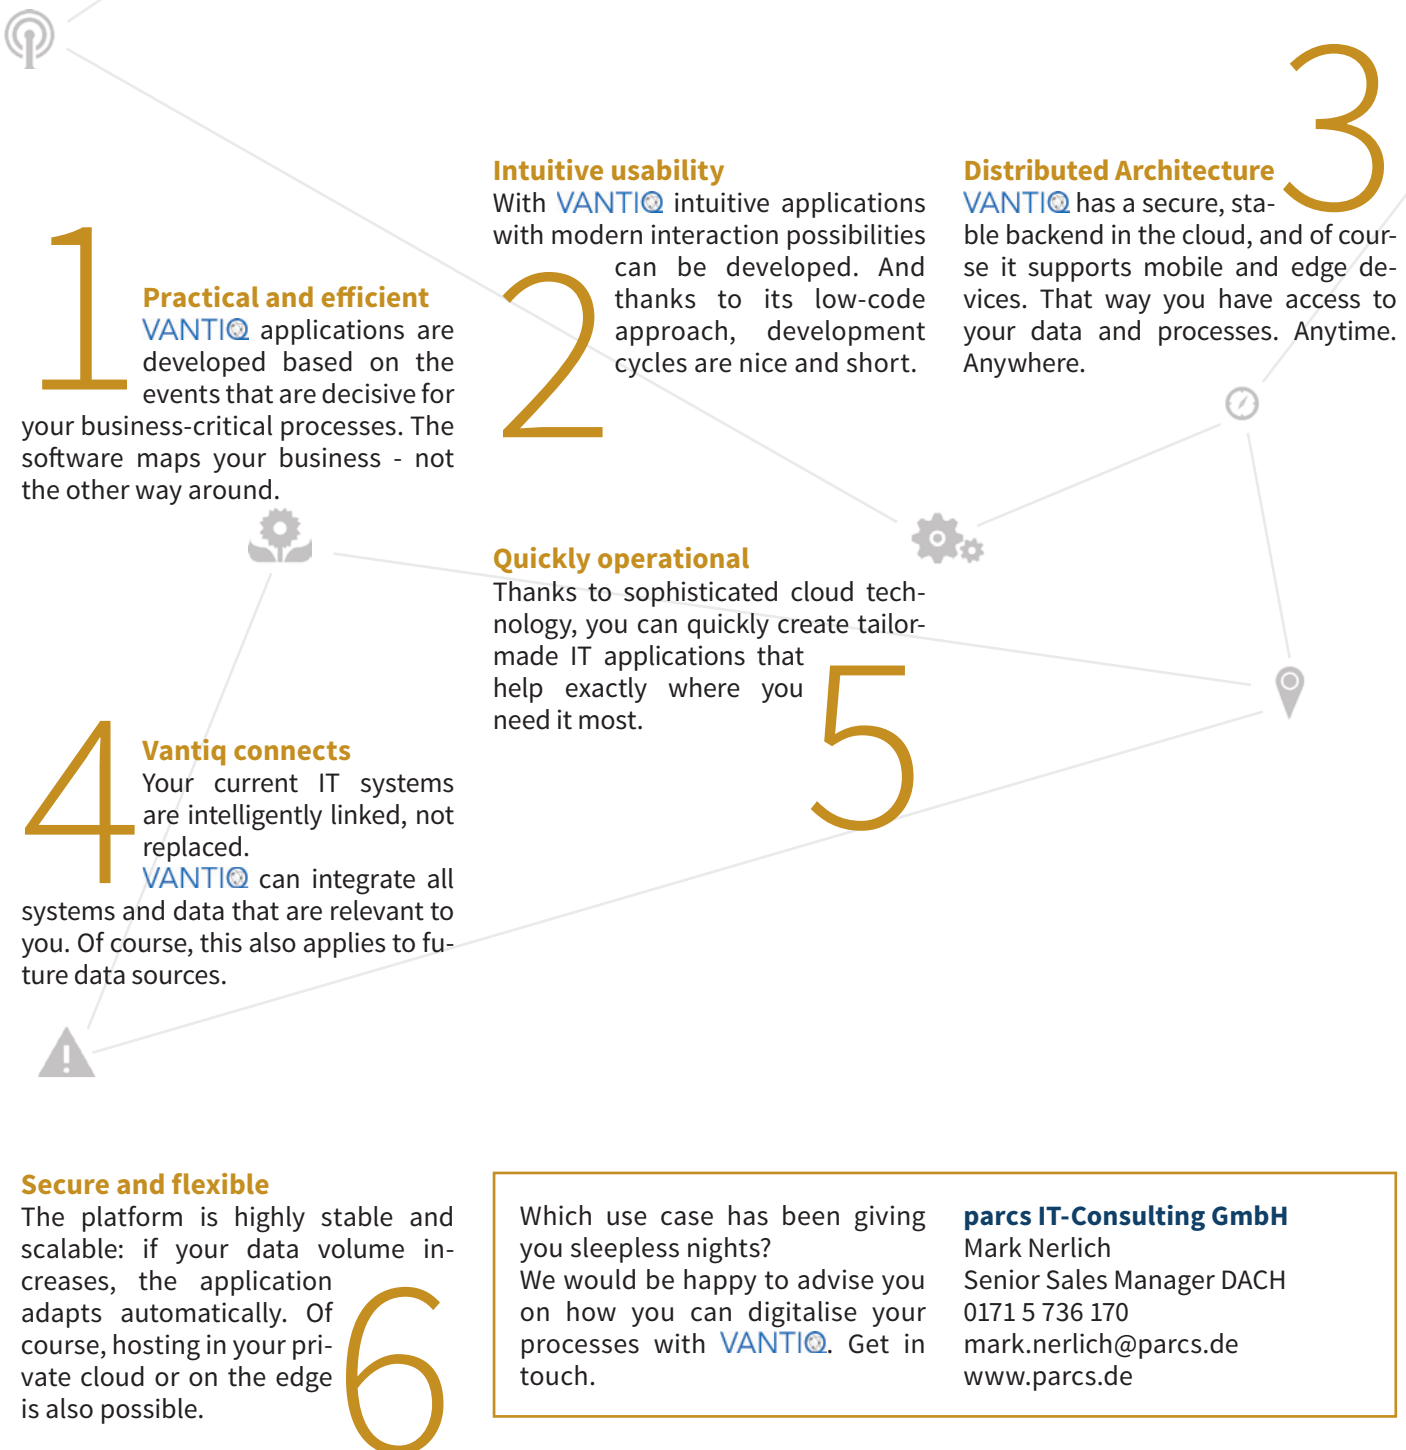 1
Practical and efficient
VANTIQ applications are
developed based on the
events that are decisive for
your business-critical processes. The
software maps your business - not
the other way around.
Intuitive usability
With VANTIQ intuitive applications
with modern interaction possibilities
can be developed. And
thanks to its low-code
approach, development
cycles are nice and short.
2
3
Distributed Architecture
VANTIQ has a secure, sta-
ble backend in the cloud, and of cour-
se it supports mobile and edge de-
vices. That way you have access to
your data and processes. Anytime.
Anywhere.
4
Vantiq connects
Your current IT systems
are intelligently linked, not
replaced.
VANTIQ can integrate all
systems and data that are relevant to
you. Of course, this also applies to fu-
ture data sources.
Quickly operational
Thanks to sophisticated cloud tech-
nology, you can quickly create tailor-
made IT applications that
help exactly where you
need it most.
5
Secure and flexible
The platform is highly stable and
scalable: if your data volume in-
creases, the application
adapts automatically. Of
course, hosting in your pri-
vate cloud or on the edge
is also possible.
6
Which use case has been giving
you sleepless nights?
We would be happy to advise you
on how you can digitalise your
processes with VANTIQ. Get in
touch.
parcs IT-Consulting GmbH
Mark Nerlich
Senior Sales Manager DACH
0171 5 736 170
mark.nerlich@parcs.de
www.parcs.de